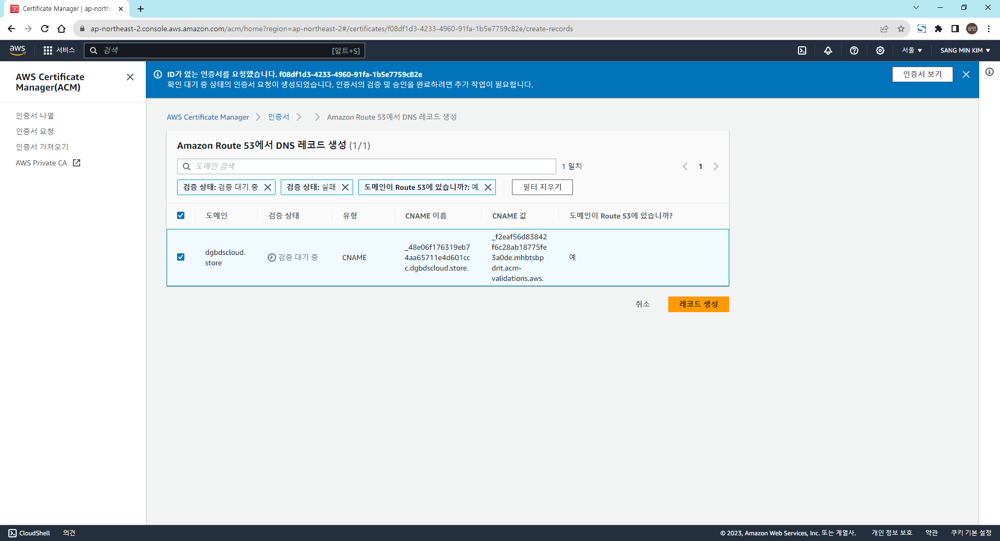 Certificate Manager | ap-northe
ap-northeast-2.console.aws.amazon.com/acm/home?region=ap-northeast-2#/certificates/f08df1d3-4233-4960-91fa-1b5e7759c82e/create-records
상민
aws
서비스
검색
[알트+S]
서울
SANG MIN KIM
AWS Certificate
Manager(ACM)
인증서 나열
인증서 요청
인증서 가져오기
AWS Private CA
ID가 있는 인증서를 요청했습니다. f08df1d3-4233-4960-91fa-1b5e7759c82e
확인 대기 중 상태의 인증서 요청이 생성되었습니다. 인증서의 검증 및 승인을 완료하려면 추가 작업이 필요합니다.
인증서 보기
AWS Certificate Manager
인증서
Amazon Route 53에서 DNS 레코드 생성
Amazon Route 53에서 DNS 레코드 생성 (1/1)
도메인 검색
1 일치
1
검증 상태: 검증 대기 중
검증 상태: 실패
도메인이 Route 53에 있습니까?: 예
필터 지우기
도메인
검증 상태
유형
CNAME 이름
CNAME 값
도메인이 Route 53에 있습니까?
dgbdscloud.
store
검증 대기 중
CNAME
_48e06f176319eb7
4aa65711e4d601cc
c.dgbdscloud.store.
_f2eaf56d83842
f6c28ab18775fe
3a0de.mhbtsbp
dnt.acm-
validations.aws.
예
취소
레코드 생성
CloudShell
의견
© 2023, Amazon Web Services, Inc. 또는 계열사.
개인 정보 보호
약관
쿠키 기본 설정